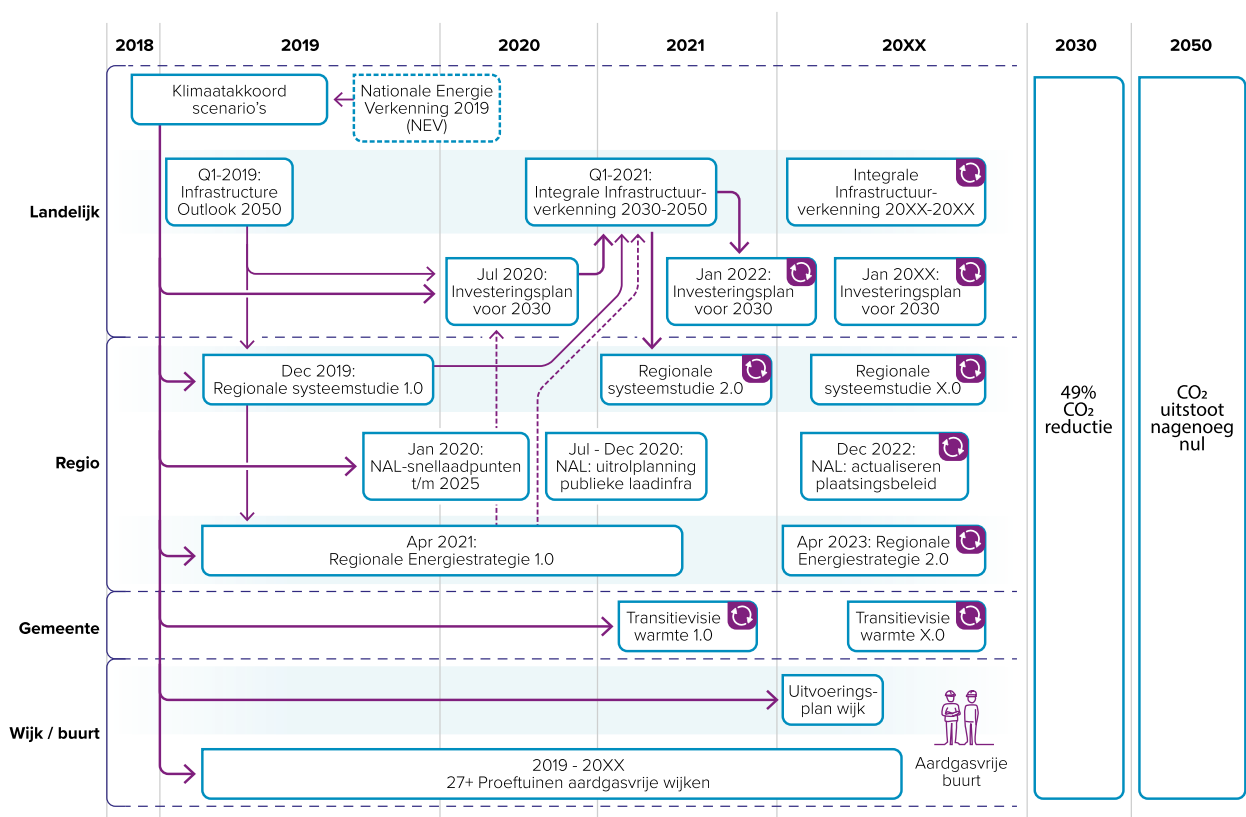 2018
2019
2020
2021
20XX
2030
2050
Landelijk
Klimaatakkoord
scenario's
Nationale Energie
Verkenning 2019
(NEV)
Q1-2019:
Infrastructure
Outlook 2050
Q1-2021:
Integrale Infrastructuur-
verkenning 2030-2050
Integrale
Infrastructuur-
verkenning 20XX-20XX
Jul 2020:
Investeringsplan
voor 2030
Jan 2022:
Investeringsplan
voor 2030
Jan 20XX:
Investeringsplan
voor 2030
Regio
Dec 2019:
Regionale systeemstudie 1.0
Regionale
systeemstudie 2.0
Regionale
systeemstudie X.0
Jan 2020:
NAL-snellaadpunten
t/m 2025
Jul - Dec 2020:
NAL: uitrolplanning
publieke laadinfra
Dec 2022:
NAL: actualiseren
plaatsingsbeleid
Apr 2021:
Regionale Energiestrategie 1.0
Apr 2023: Regionale
Energiestrategie 2.0
Gemeente
Transitievisie
warmte 1.0
Transitievisie
warmte X.0
Wijk / buurt
Uitvoerings-
plan wijk
2019 - 20XX
27+ Proeftuinen aardgasvrije wijken
Aardgasvrije
buurt
49%
CO₂
reductie
CO₂
uitstoot
nagenoeg
nul